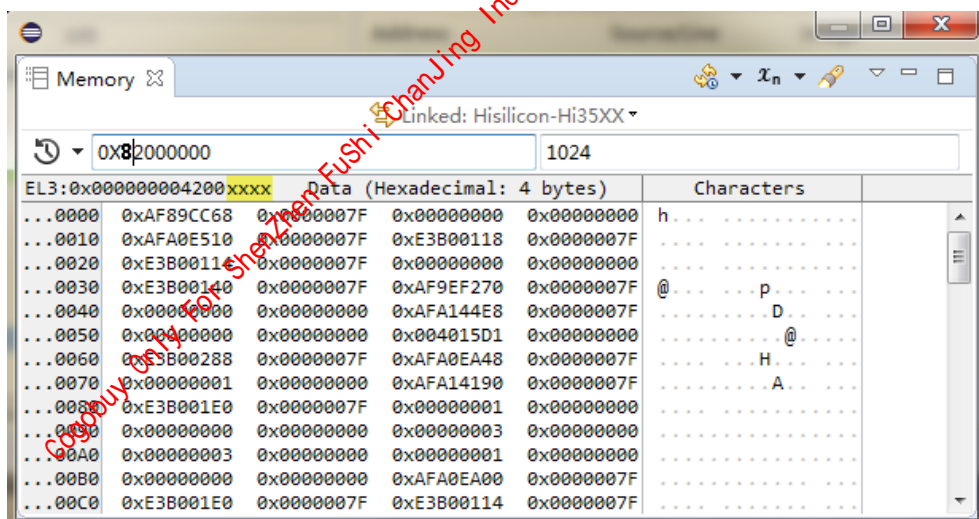 Memory
Linked: Hisilicon-Hi35XX
0X82000000 1024
EL3:0x000000004200xxxx Data (Hexadecimal: 4 bytes) Characters
...0000 0xAF89CC68 0x0000007F 0x00000000 0x00000000 h...............
...0010 0xAFA0E510 0x0000007F 0xE3B00118 0x0000007F .... ....... ...
...0020 0xE3B00114 0x0000007F 0x00000000 0x00000000 .... ...........
...0030 0xE3B00140 0x0000007F 0xAF9EF270 0x0000007F @... ...p... ...
...0040 0x00000000 0x00000000 0xAFA144E8 0x0000007F .........D.. ...
...0050 0x00000000 0x00000000 0x004015D1 0x00000000 ..........@.....
...0060 0xE3B00288 0x0000007F 0xAFA0EA48 0x0000007F .... ...H... ...
...0070 0x00000001 0x00000000 0xAFA14190 0x0000007F .........A.. ...
...0080 0xE3B001E0 0x0000007F 0x00000001 0x00000000 .... ...........
...0090 0x00000000 0x00000000 0x00000003 0x00000000 ................
...00A0 0x00000003 0x00000000 0x00000001 0x00000000 ................
...00B0 0x00000000 0x00000000 0xAFA0EA00 0x0000007F ............ ...
...00C0 0xE3B001E0 0x0000007F 0xE3B00114 0x0000007F .... ....... ...
Cogobuy Only For ShenZhen FuShi ChanJing